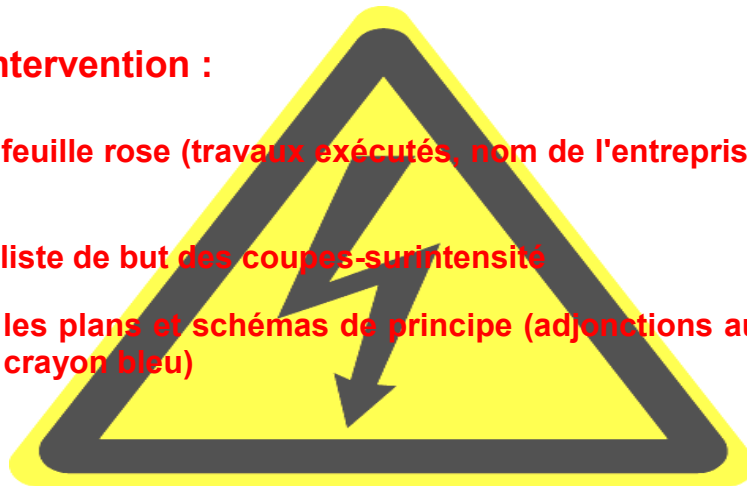 ntervention :
feuille rose (travaux exécutés, nom de l'entrepris
liste de but des coupes-surintensité
les plans et schémas de principe (adjonctions au
crayon bleu)